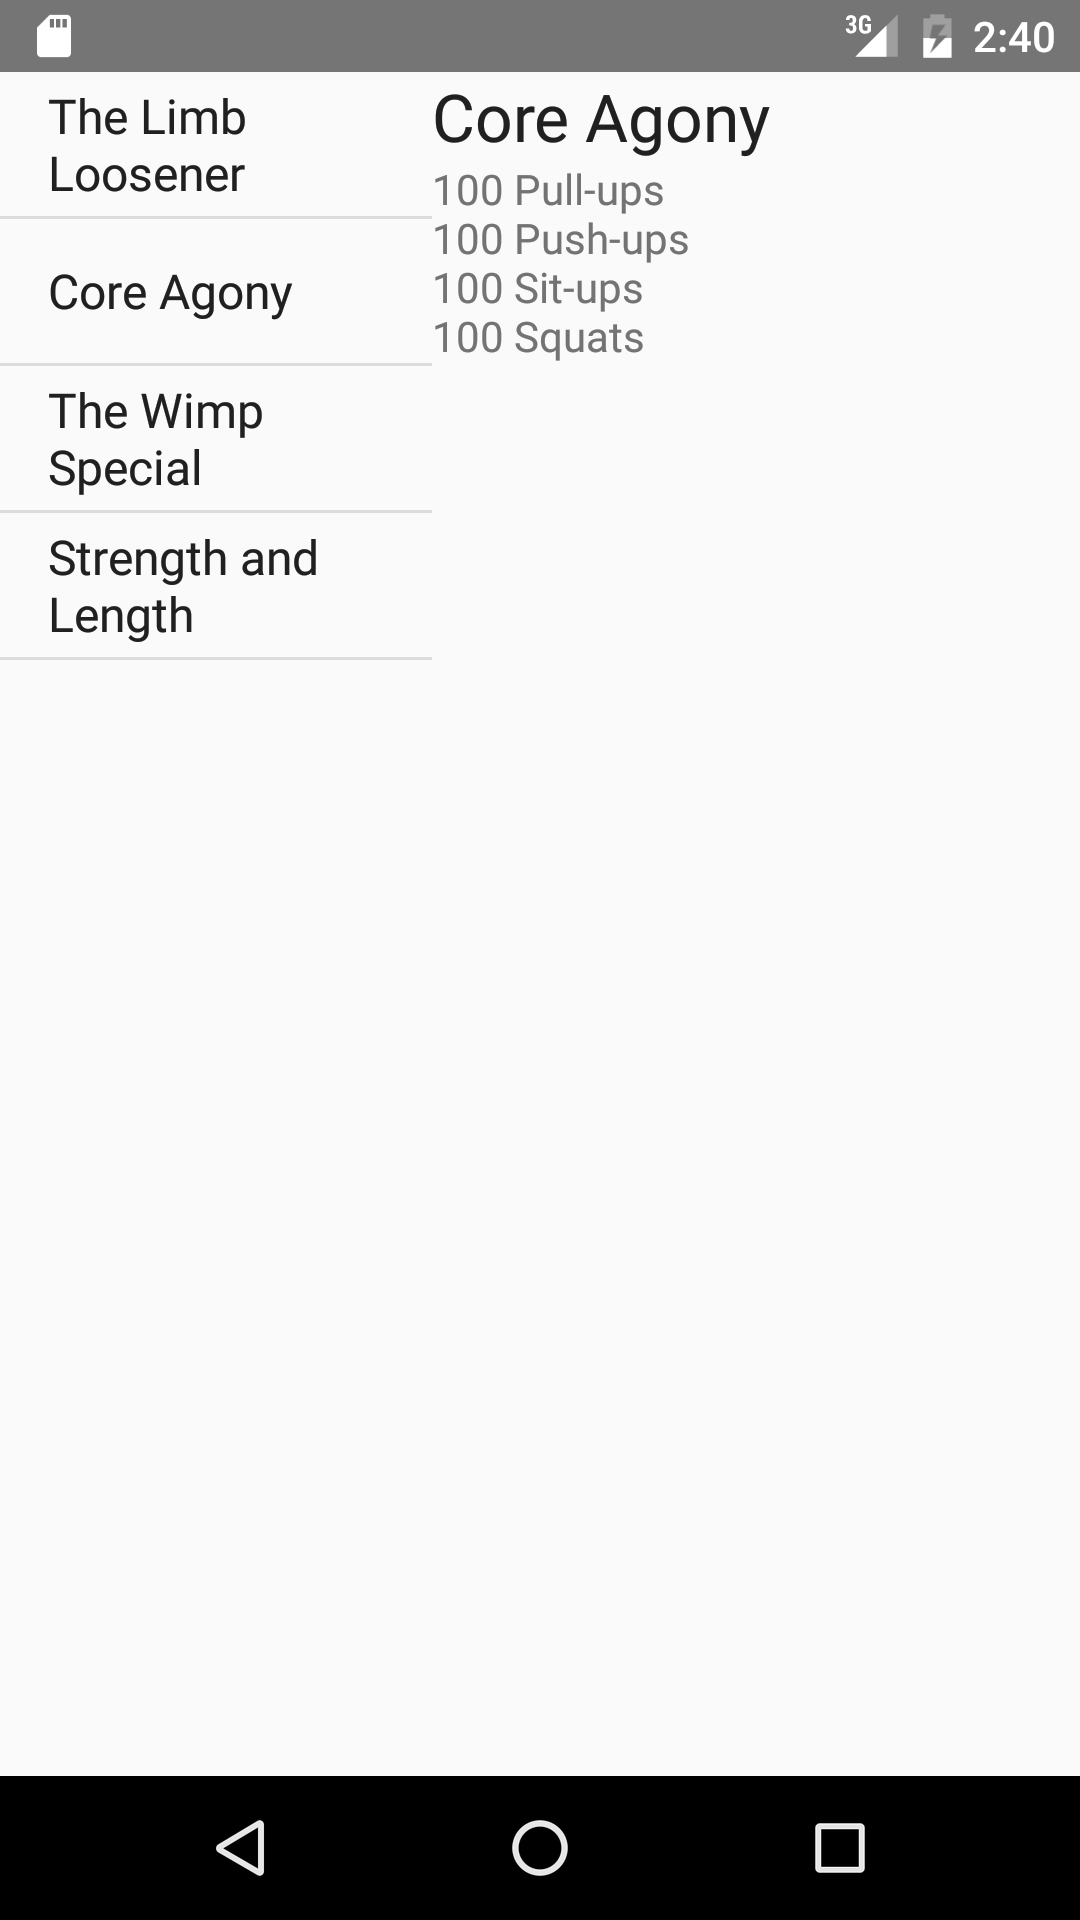 3G 2:40
The Limb
Loosener
Core Agony
The Wimp
Special
Strength and
Length
Core Agony
100 Pull-ups
100 Push-ups
100 Sit-ups
100 Squats